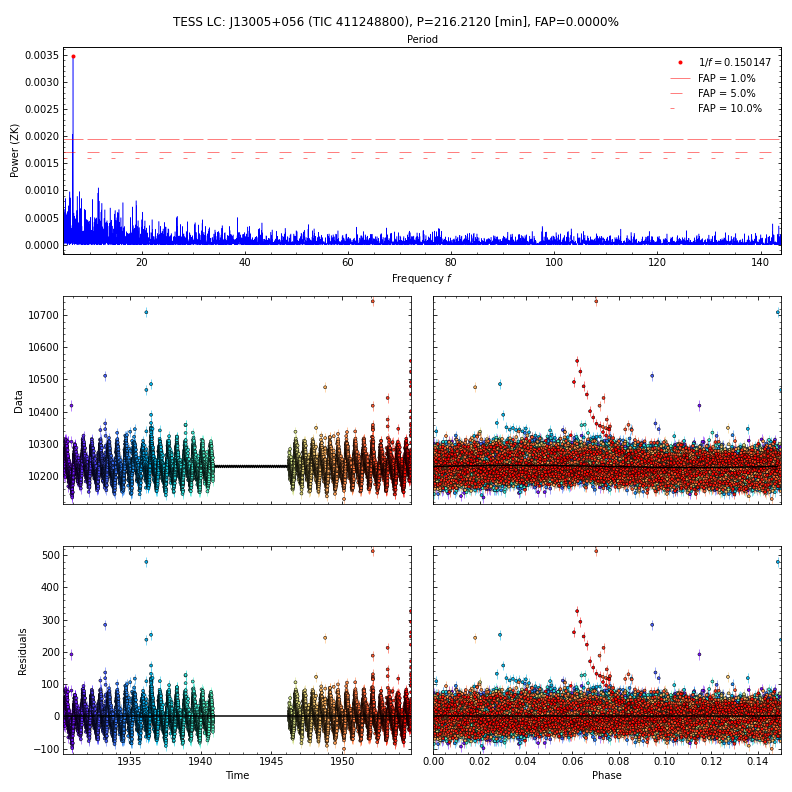 TESS LC: J13005+056 (TIC 411248800), P=216.2120 [min], FAP=0.0000%
Period
0.0035
0.0030
0.0025
0.0020
0.0015
0.0010
0.0005
0.0000
Power (ZK)
1/f = 0.150147
FAP = 1.0%
FAP = 5.0%
FAP = 10.0%
20 40 60 80 100 120 140
Frequency f
10700
10600
10500
10400
10300
10200
Data
500
400
300
200
100
0
−100
Residuals
1935 1940 1945 1950
Time
0.00 0.02 0.04 0.06 0.08 0.10 0.12 0.14
Phase